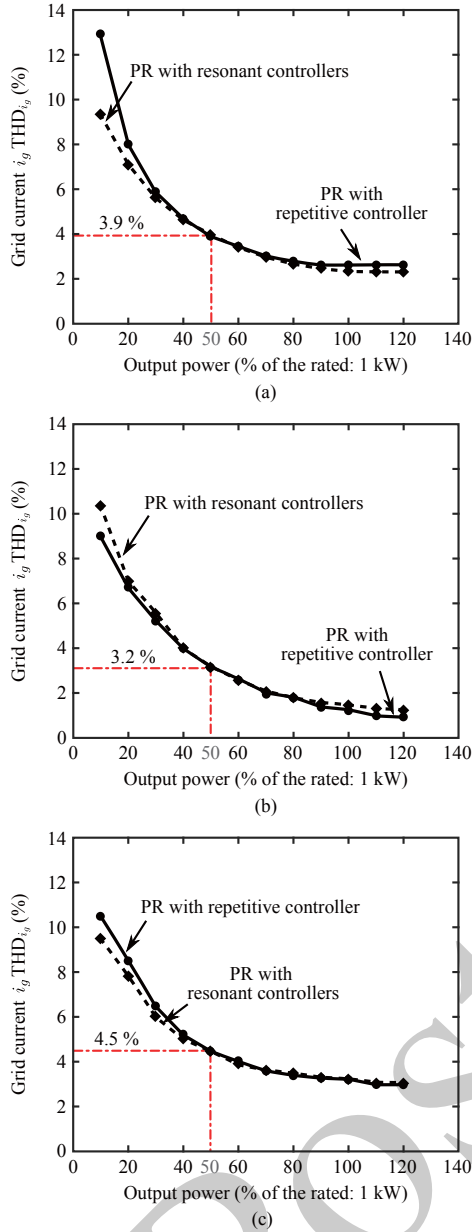 14
12
10
8
6
4
2
0
Grid current i_g THD_{i_g} (%)
PR with resonant controllers
PR with
repetitive controller
3.9 %
0 20 40 50 60 80 100 120 140
Output power (% of the rated: 1 kW)
(a)
14
12
10
8
6
4
2
0
Grid current i_g THD_{i_g} (%)
PR with resonant controllers
PR with
repetitive controller
3.2 %
0 20 40 50 60 80 100 120 140
Output power (% of the rated: 1 kW)
(b)
14
12
10
8
6
4
2
0
Grid current i_g THD_{i_g} (%)
PR with repetitive controller
PR with
resonant controllers
4.5 %
0 20 40 50 60 80 100 120 140
Output power (% of the rated: 1 kW)
(c)